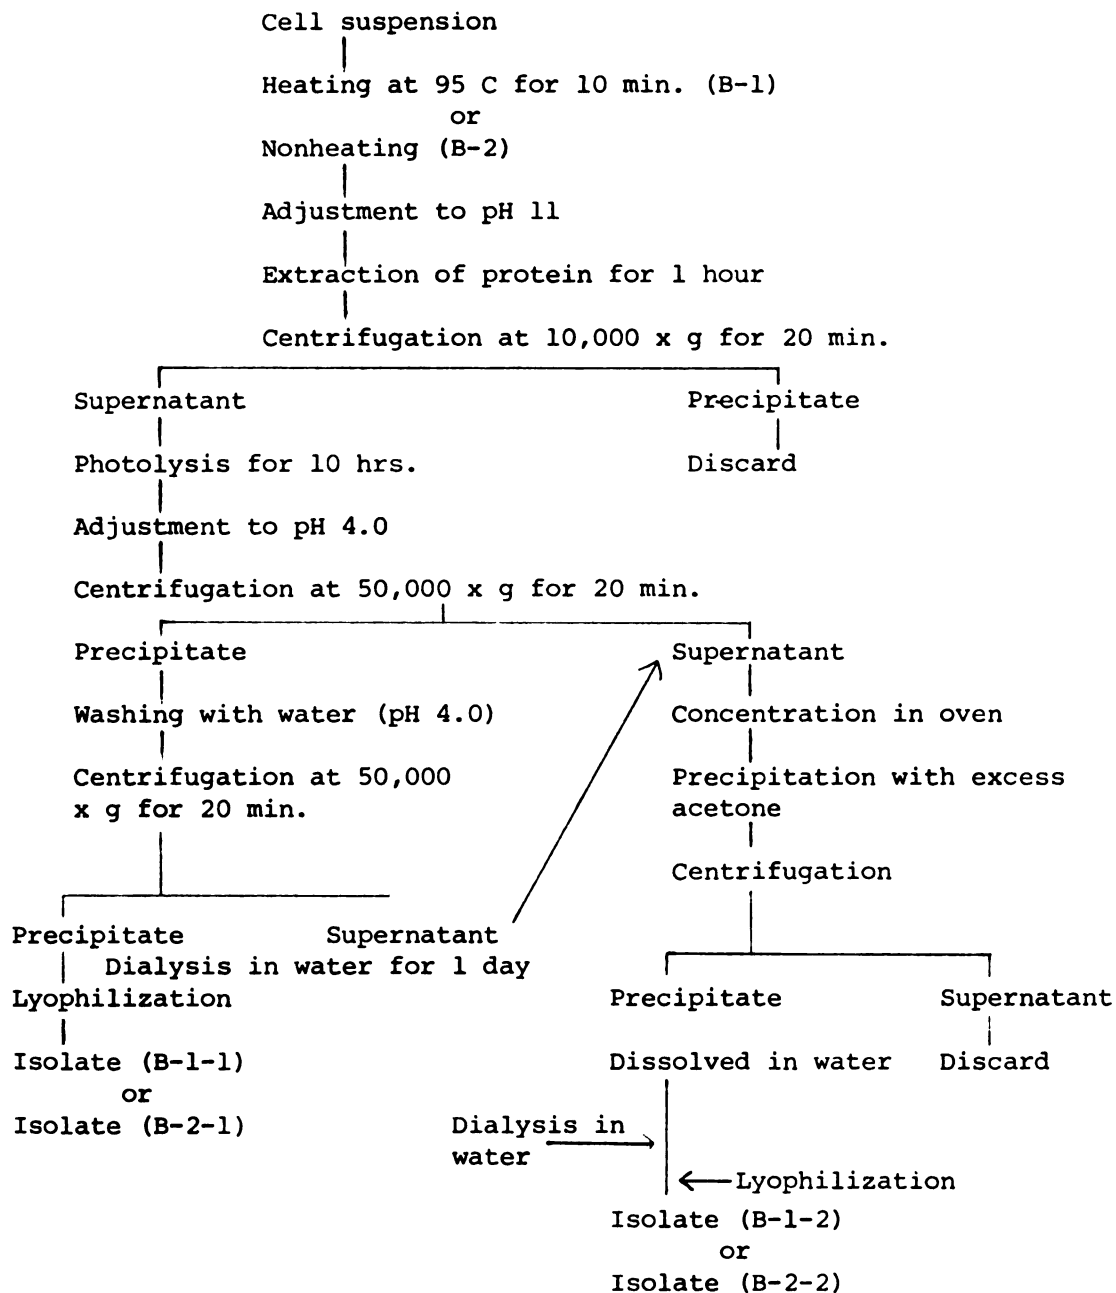 Cell suspension
Heating at 95 C for 10 min. (B-1)
or
Nonheating (B-2)
Adjustment to pH 11
Extraction of protein for 1 hour
Centrifugation at 10,000 x g for 20 min.
Supernatant
Precipitate
Photolysis for 10 hrs.
Discard
Adjustment to pH 4.0
Centrifugation at 50,000 x g for 20 min.
Precipitate
Supernatant
Washing with water (pH 4.0)
Concentration in oven
Centrifugation at 50,000
x g for 20 min.
Precipitation with excess
acetone
Centrifugation
Precipitate
Supernatant
Dialysis in water for 1 day
Lyophilization
Precipitate
Supernatant
Isolate (B-1-1)
or
Isolate (B-2-1)
Dissolved in water
Discard
Dialysis in
water
Lyophilization
Isolate (B-1-2)
or
Isolate (B-2-2)